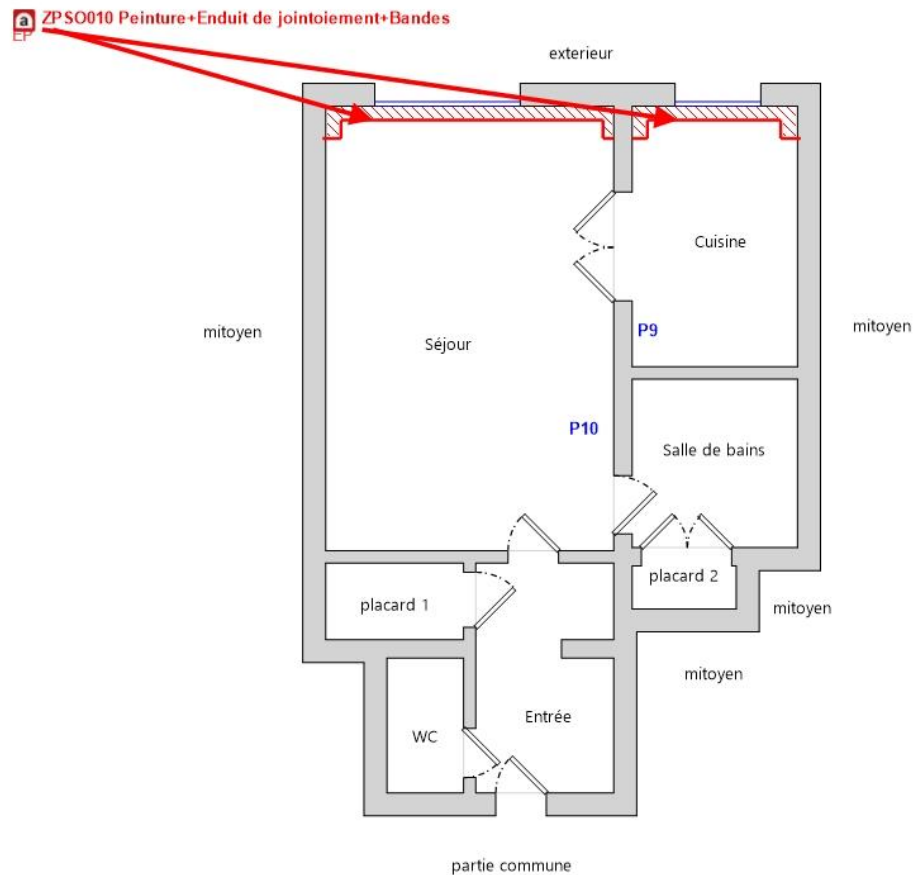 a ZPSO010 Peinture+Enduit de jointoiement+Bandes
EP
exterieur
Cuisine
mitoyen
Séjour
P9
mitoyen
P10
Salle de bains
placard 2
placard 1
mitoyen
mitoyen
Entrée
WC
partie commune